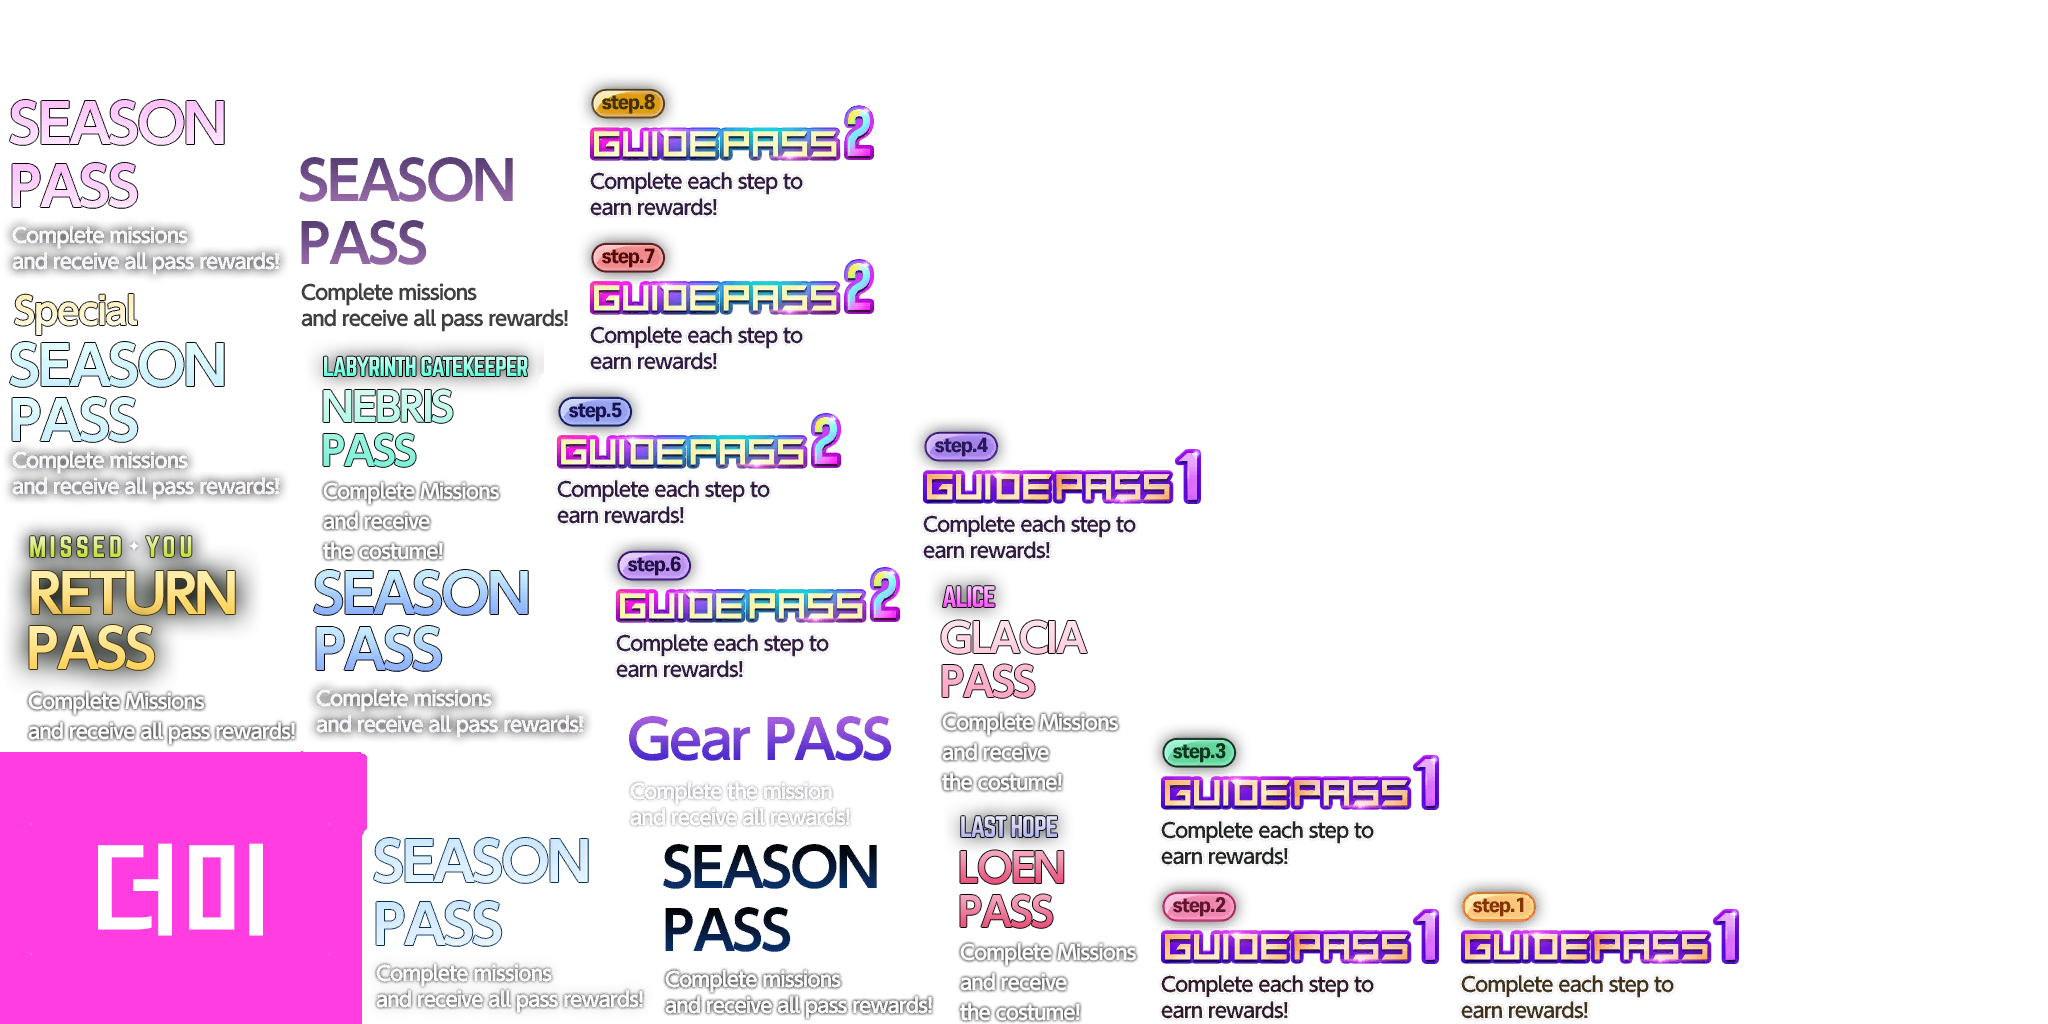 SEASON
PASS
Complete missions
and receive all pass rewards!
Special
SEASON
PASS
Complete missions
and receive all pass rewards!
MISSED YOU
RETURN
PASS
Complete Missions
and receive all pass rewards!
더미
SEASON
PASS
Complete missions
and receive all pass rewards!
LABYRINTH GATEKEEPER
NEBRIS
PASS
Complete Missions
and receive
the costume!
SEASON
PASS
Complete missions
and receive all pass rewards!
SEASON
PASS
Complete missions
and receive all pass rewards!
step.8
GUIDEPASS 2
Complete each step to
earn rewards!
step.7
GUIDEPASS 2
Complete each step to
earn rewards!
step.5
GUIDEPASS 2
Complete each step to
earn rewards!
step.6
GUIDEPASS 2
Complete each step to
earn rewards!
Gear PASS
Complete the mission
and receive all rewards!
SEASON
PASS
Complete missions
and receive all pass rewards!
step.4
GUIDEPASS 1
Complete each step to
earn rewards!
ALICE
GLACIA
PASS
Complete Missions
and receive
the costume!
LAST HOPE
LOEN
PASS
Complete Missions
and receive
the costume!
step.3
GUIDEPASS 1
Complete each step to
earn rewards!
step.2
GUIDEPASS 1
Complete each step to
earn rewards!
step.1
GUIDEPASS 1
Complete each step to
earn rewards!